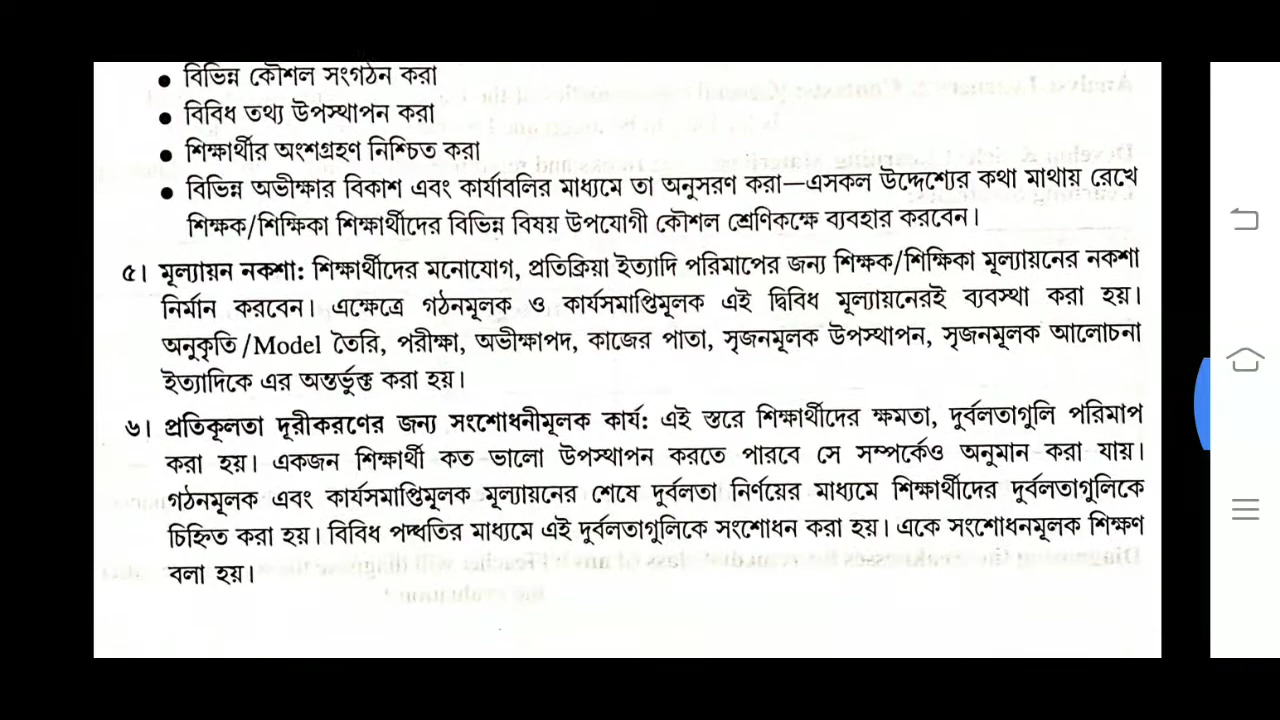 • বিভিন্ন কৌশল সংগঠন করা
• বিবিধ তথ্য উপস্থাপন করা
• শিক্ষার্থীর অংশগ্রহণ নিশ্চিত করা
• বিভিন্ন অভীক্ষার বিকাশ এবং কার্যাবলির মাধ্যমে তা অনুসরণ করা—এসকল উদ্দেশ্যের কথা মাথায় রেখে
শিক্ষক/শিক্ষিকা শিক্ষার্থীদের বিভিন্ন বিষয় উপযোগী কৌশল শ্রেণিকক্ষে ব্যবহার করবেন।
৫। মূল্যায়ন নকশা: শিক্ষার্থীদের মনোযোগ, প্রতিক্রিয়া ইত্যাদি পরিমাপের জন্য শিক্ষক/শিক্ষিকা মূল্যায়নের নকশা
নির্মান করবেন। এক্ষেত্রে গঠনমূলক ও কার্যসমাপ্তিমূলক এই দ্বিবিধ মূল্যায়নেরই ব্যবস্থা করা হয়।
অনুকৃতি/Model তৈরি, পরীক্ষা, অভীক্ষাপদ, কাজের পাতা, সৃজনমূলক উপস্থাপন, সৃজনমূলক আলোচনা
ইত্যাদিকে এর অন্তর্ভুক্ত করা হয়।
৬। প্রতিকূলতা দূরীকরণের জন্য সংশোধনীমূলক কার্য: এই স্তরে শিক্ষার্থীদের ক্ষমতা, দুর্বলতাগুলি পরিমাপ
করা হয়। একজন শিক্ষার্থী কত ভালো উপস্থাপন করতে পারবে সে সম্পর্কেও অনুমান করা যায়।
গঠনমূলক এবং কার্যসমাপ্তিমূলক মূল্যায়নের শেষে দুর্বলতা নির্ণয়ের মাধ্যমে শিক্ষার্থীদের দুর্বলতাগুলিকে
চিহ্নিত করা হয়। বিবিধ পদ্ধতির মাধ্যমে এই দুর্বলতাগুলিকে সংশোধন করা হয়। একে সংশোধনমূলক শিক্ষণ
বলা হয়।